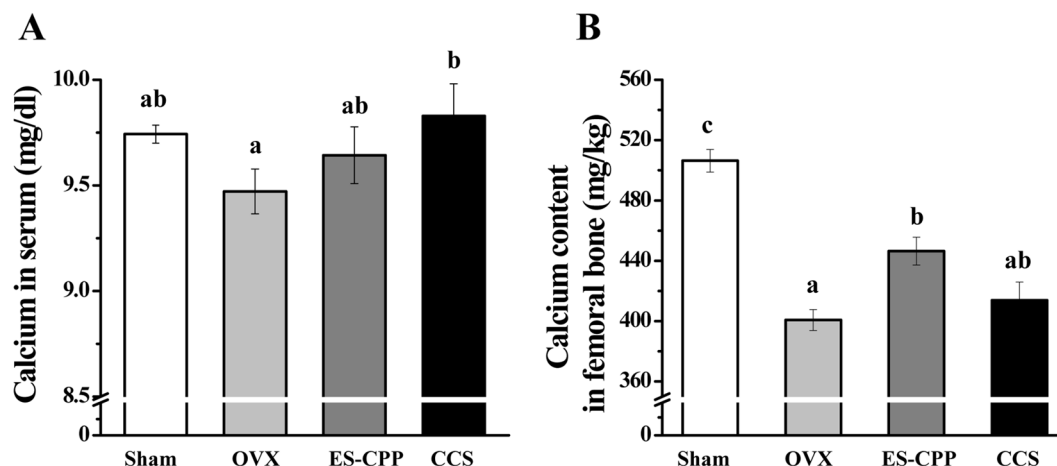 A
Calcium in serum (mg/dl)
10.0
9.5
9.0
8.5
0
ab
a
ab
b
Sham OVX ES-CPP CCS
B
Calcium content
in femoral bone (mg/kg)
560
520
480
440
400
360
0
c
a
b
ab
Sham OVX ES-CPP CCS